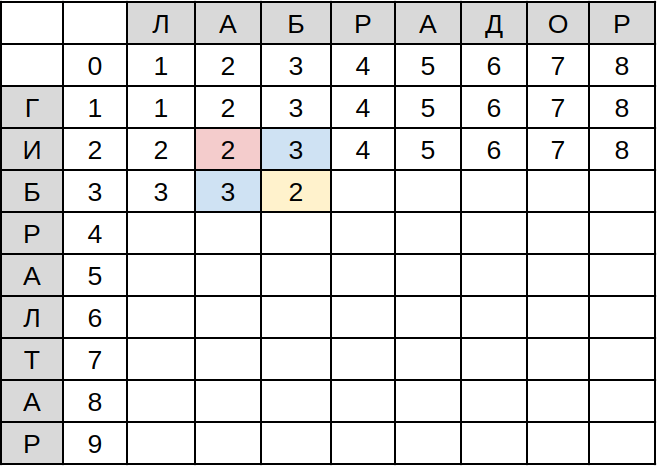 Л А Б Р А Д О Р
0 1 2 3 4 5 6 7 8
Г 1 1 2 3 4 5 6 7 8
И 2 2 2 3 4 5 6 7 8
Б 3 3 3 2
Р 4
А 5
Л 6
Т 7
А 8
Р 9